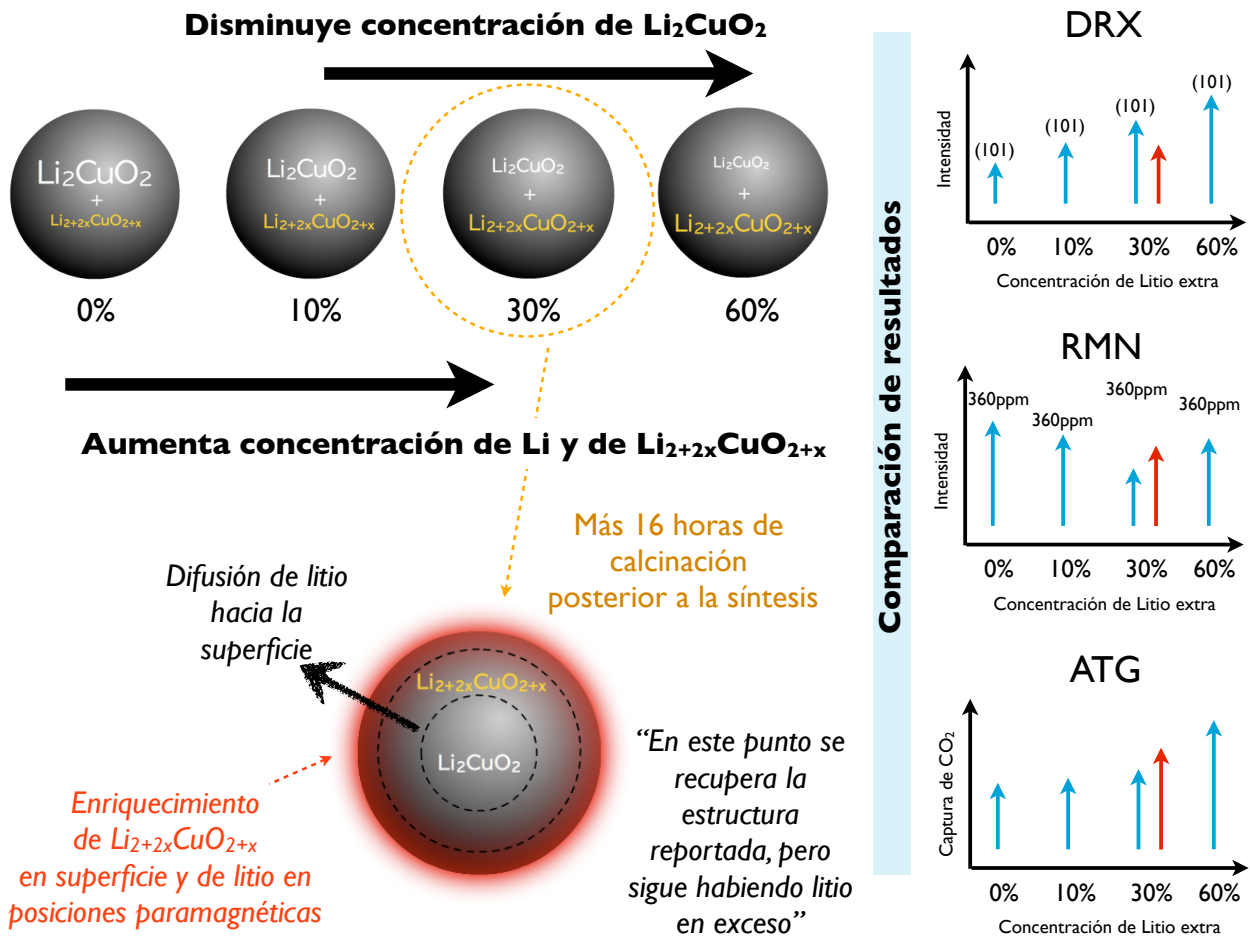 Disminuye concentración de Li₂CuO₂
Li₂CuO₂
+
Li₂₊₂ₓCuO₂₊ₓ
0%
Li₂CuO₂
+
Li₂₊₂ₓCuO₂₊ₓ
10%
Li₂CuO₂
+
Li₂₊₂ₓCuO₂₊ₓ
30%
Li₂CuO₂
+
Li₂₊₂ₓCuO₂₊ₓ
60%
Aumenta concentración de Li y de Li₂₊₂ₓCuO₂₊ₓ
Más 16 horas de
calcinación
posterior a la síntesis
Difusión de litio
hacia la
superficie
Li₂₊₂ₓCuO₂₊ₓ
Li₂CuO₂
Enriquecimiento
de Li₂₊₂ₓCuO₂₊ₓ
en superficie y de litio en
posiciones paramagnéticas
“En este punto se
recupera la
estructura
reportada, pero
sigue habiendo litio
en exceso”
Comparación de resultados
DRX
Intensidad
(101)
(101)
(101)
(101)
0%
10%
30%
60%
Concentración de Litio extra
RMN
Intensidad
360ppm
360ppm
360ppm
360ppm
0%
10%
30%
60%
Concentración de Litio extra
ATG
Captura de CO₂
0%
10%
30%
60%
Concentración de Litio extra